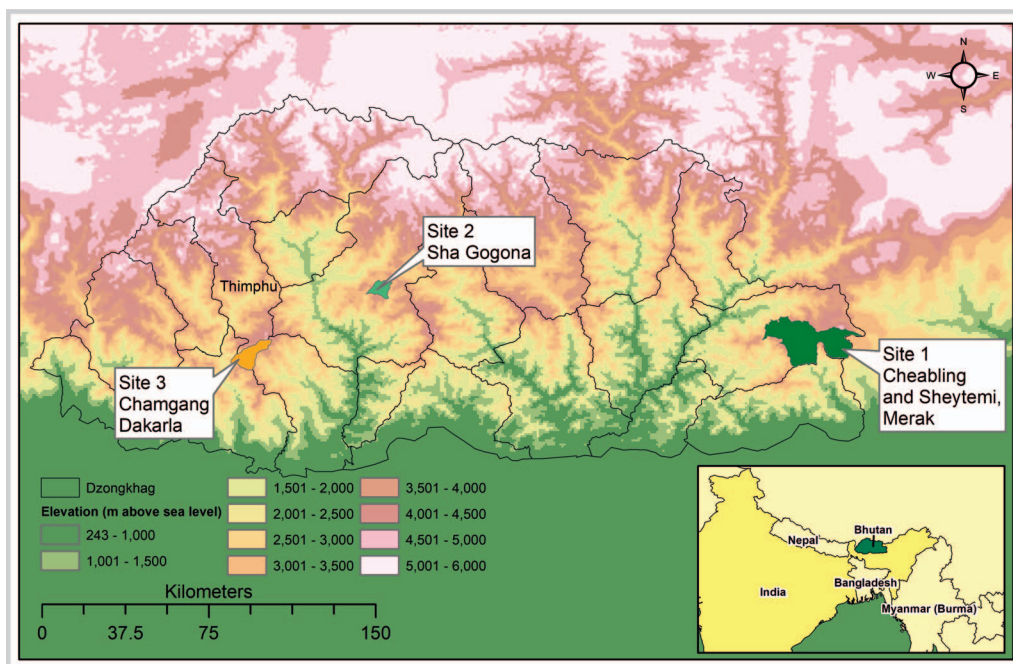 N
W E
S
Site 2
Sha Gogona
Thimphu
Site 3
Chamgang
Dakarla
Site 1
Cheabling
and Sheytemi,
Merak
Dzongkhag
Elevation (m above sea level)
243 - 1,000
1,001 - 1,500
1,501 - 2,000
2,001 - 2,500
2,501 - 3,000
3,001 - 3,500
3,501 - 4,000
4,001 - 4,500
4,501 - 5,000
5,001 - 6,000
Kilometers
0 37.5 75 150
Bhutan
Nepal
Bangladesh
India
Myanmar (Burma)